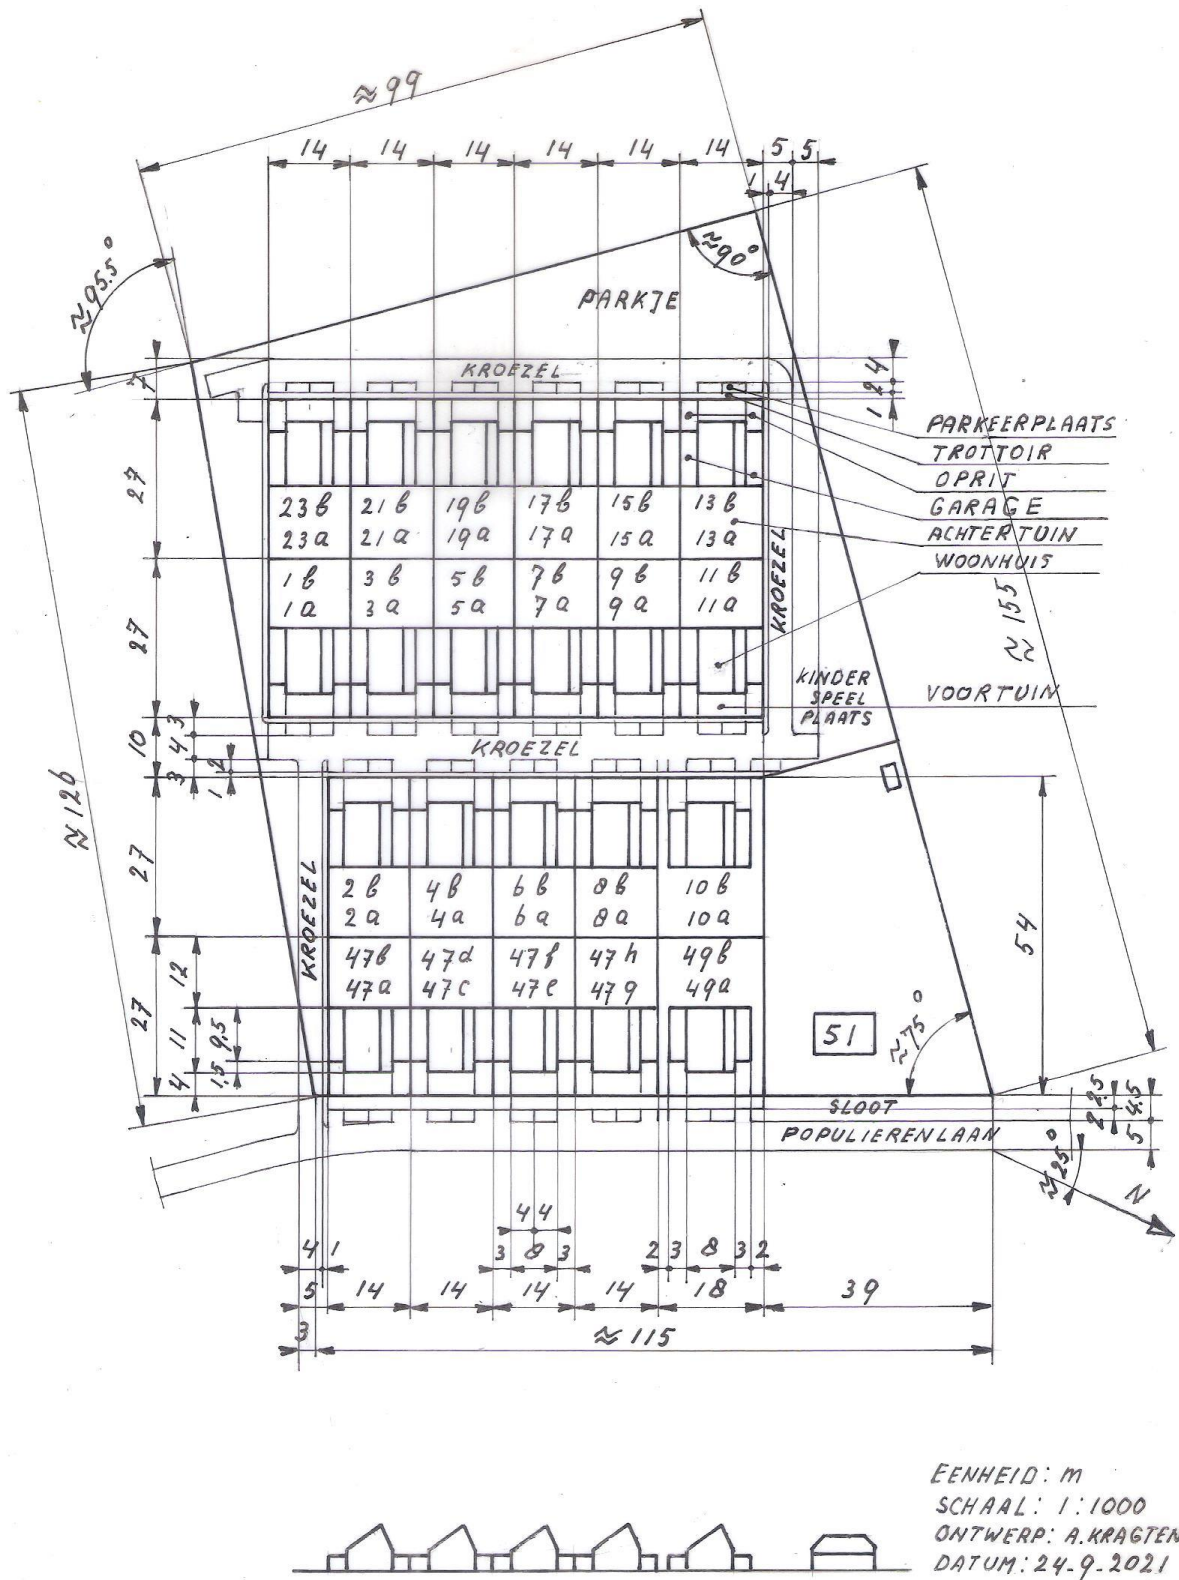 ≈99
14 14 14 14 14 14 5 5
1 4
≈95.5°
≈90°
PARKJE
7
KROEZEL
4
2
1
PARKEERPLAATS
TROTTOIR
OPRIT
GARAGE
ACHTERTUIN
WOONHUIS
27
23b 21b 19b 17b 15b 13b
23a 21a 19a 17a 15a 13a
1b 3b 5b 7b 9b 11b
1a 3a 5a 7a 9a 11a
KROEZEL
≈155
27
KINDER
SPEEL
PLAATS
VOORTUIN
3
10
4
KROEZEL
3
2
1
≈126
27
KROEZEL
2b 4b 6b 8b 10b
2a 4a 6a 8a 10a
54
47b 47d 47f 47h 49b
47a 47c 47e 47g 49a
12
27
11
9.5
4
1.5
51
≈75°
SLOOT
2.5
2
4.5
POPULIERENLAAN
5
≈25°
N
4 4
4 1 3 8 3 2 3 8 3 2
5 14 14 14 14 18 39
3 ≈115
EENHEID: m
SCHAAL: 1:1000
ONTWERP: A.KRAGTEN
DATUM: 24-9-2021